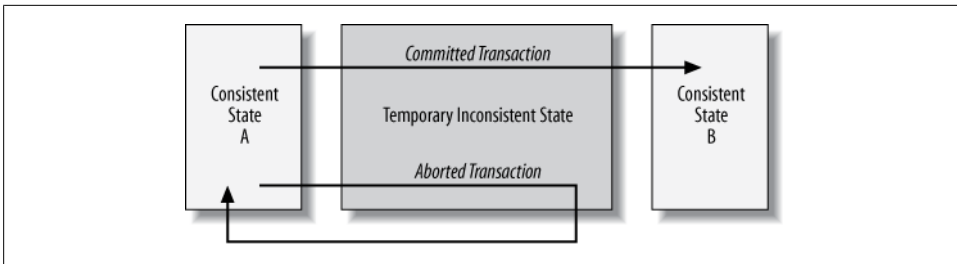 Committed Transaction
Consistent
State
A
Temporary Inconsistent State
Consistent
State
B
Aborted Transaction